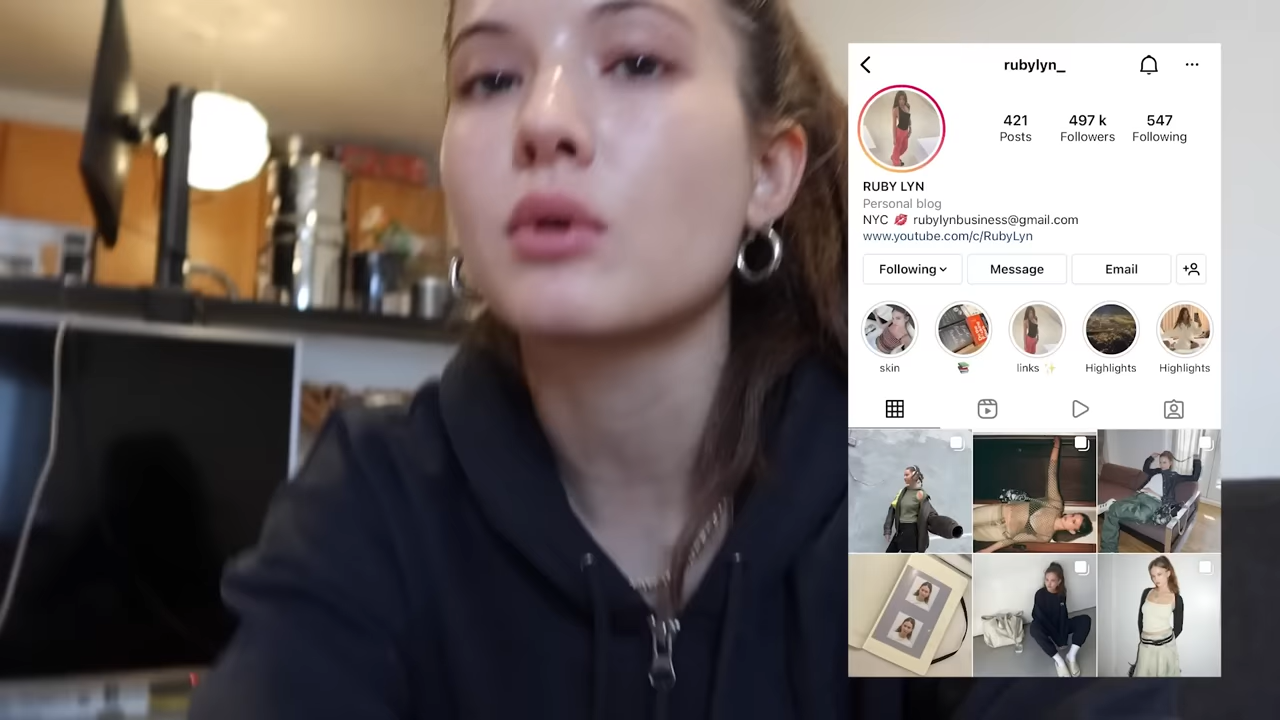 rubylyn_
421
497 k
547
Posts
Followers
Following
RUBY LYN
Personal blog
NYC 💋 rubylynbusiness@gmail.com
www.youtube.com/c/RubyLyn
Following
Message
Email
skin
📚
links ✨
Highlights
Highlights